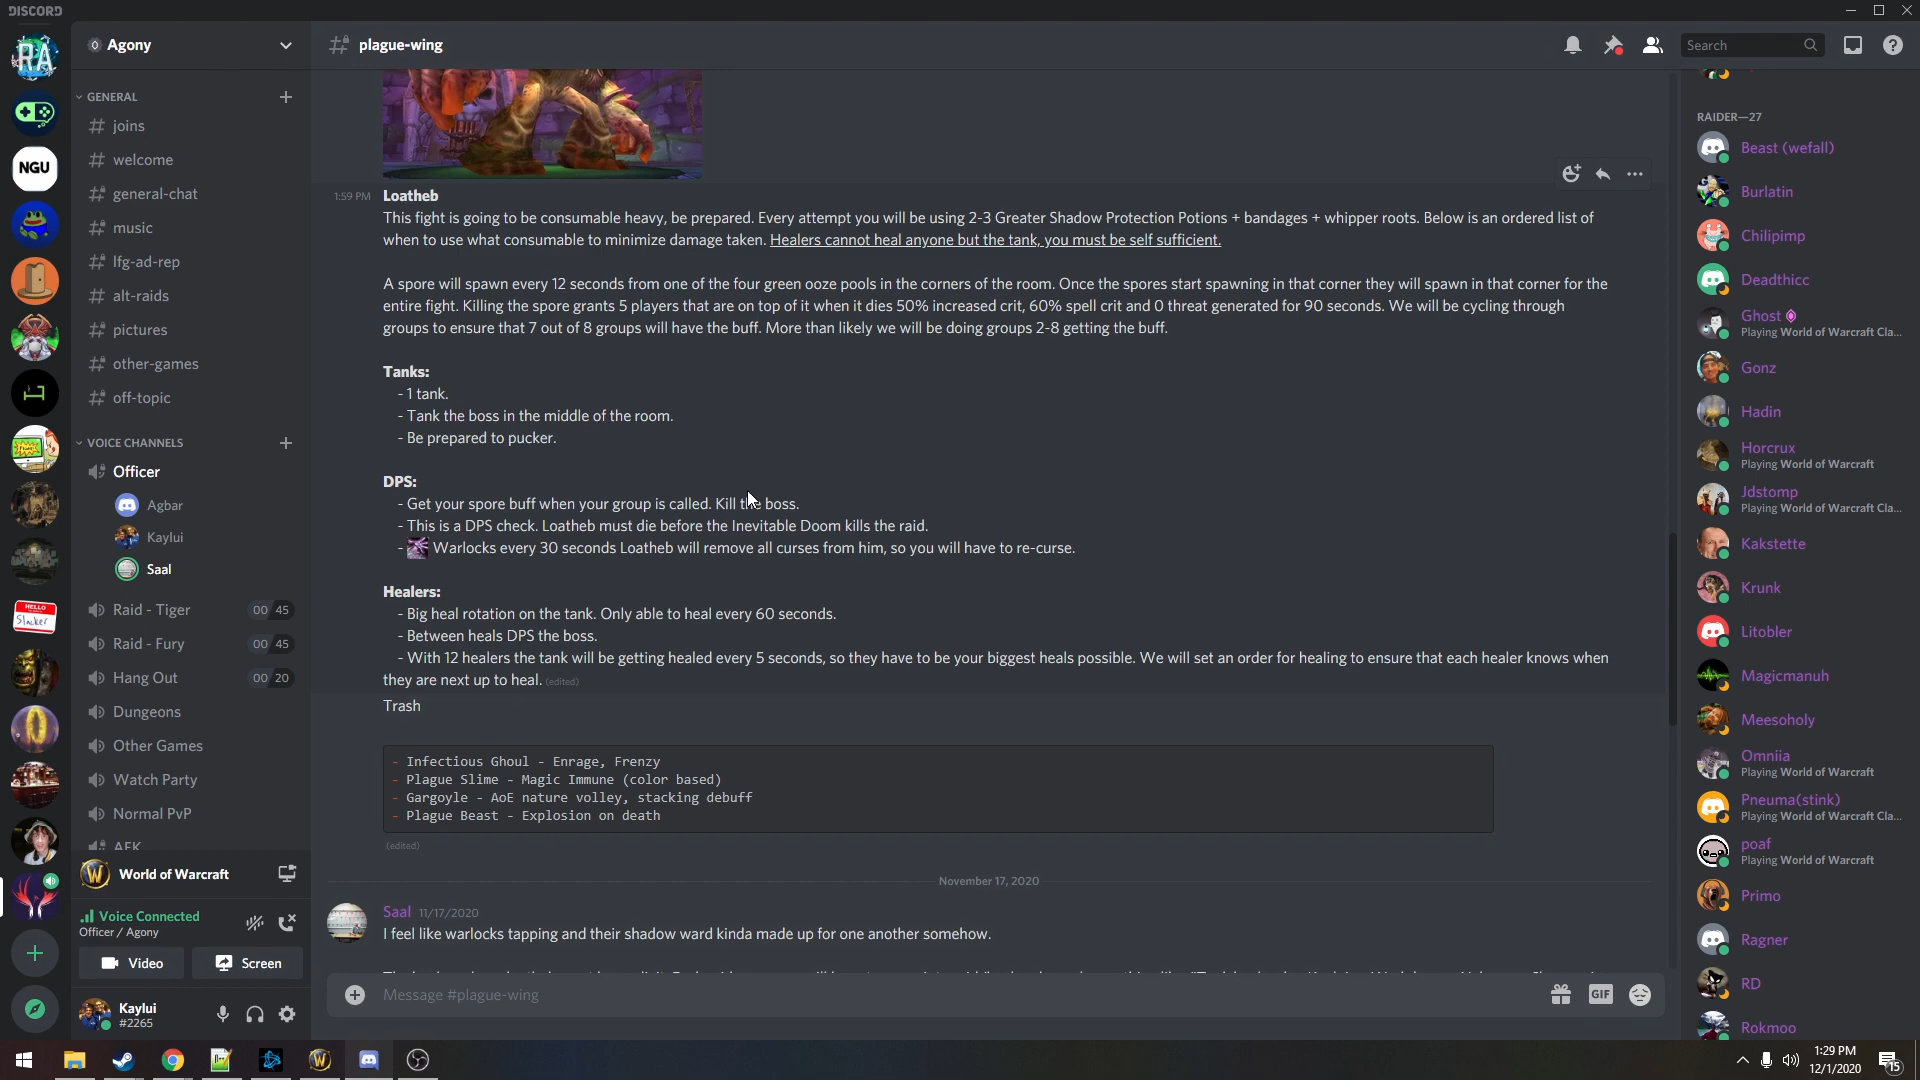 DISCORD
Agony
plague-wing
Search
GENERAL
joins
welcome
general-chat
music
lfg-ad-rep
alt-raids
pictures
other-games
off-topic
VOICE CHANNELS
Officer
Agbar
Kaylui
Saal
Raid - Tiger 00 45
Raid - Fury 00 45
Hang Out 00 20
Dungeons
Other Games
Watch Party
Normal PvP
AFK
World of Warcraft
Voice Connected
Officer / Agony
Video
Screen
Kaylui
#2265
RA
NGU
HELLO
Slacker
1:59 PM
Loatheb
This fight is going to be consumable heavy, be prepared. Every attempt you will be using 2-3 Greater Shadow Protection Potions + bandages + whipper roots. Below is an ordered list of
when to use what consumable to minimize damage taken. Healers cannot heal anyone but the tank, you must be self sufficient.
A spore will spawn every 12 seconds from one of the four green ooze pools in the corners of the room. Once the spores start spawning in that corner they will spawn in that corner for the
entire fight. Killing the spore grants 5 players that are on top of it when it dies 50% increased crit, 60% spell crit and 0 threat generated for 90 seconds. We will be cycling through
groups to ensure that 7 out of 8 groups will have the buff. More than likely we will be doing groups 2-8 getting the buff.
Tanks:
- 1 tank.
- Tank the boss in the middle of the room.
- Be prepared to pucker.
DPS:
- Get your spore buff when your group is called. Kill the boss.
- This is a DPS check. Loatheb must die before the Inevitable Doom kills the raid.
- Warlocks every 30 seconds Loatheb will remove all curses from him, so you will have to re-curse.
Healers:
- Big heal rotation on the tank. Only able to heal every 60 seconds.
- Between heals DPS the boss.
- With 12 healers the tank will be getting healed every 5 seconds, so they have to be your biggest heals possible. We will set an order for healing to ensure that each healer knows when
they are next up to heal. (edited)
Trash
- Infectious Ghoul - Enrage, Frenzy
- Plague Slime - Magic Immune (color based)
- Gargoyle - AoE nature volley, stacking debuff
- Plague Beast - Explosion on death
(edited)
November 17, 2020
Saal 11/17/2020
I feel like warlocks tapping and their shadow ward kinda made up for one another somehow.
Message #plague-wing
GIF
RAIDER—27
Beast (wefall)
Burlatin
Chilipimp
Deadthicc
Ghost
Playing World of Warcraft Cla...
Gonz
Hadin
Horcrux
Playing World of Warcraft
Jdstomp
Playing World of Warcraft Cla...
Kakstette
Krunk
Litobler
Magicmanuh
Meesoholy
Omniia
Playing World of Warcraft
Pneuma(stink)
Playing World of Warcraft Cla...
poaf
Playing World of Warcraft
Primo
Ragner
RD
Rokmoo
1:29 PM
12/1/2020
15